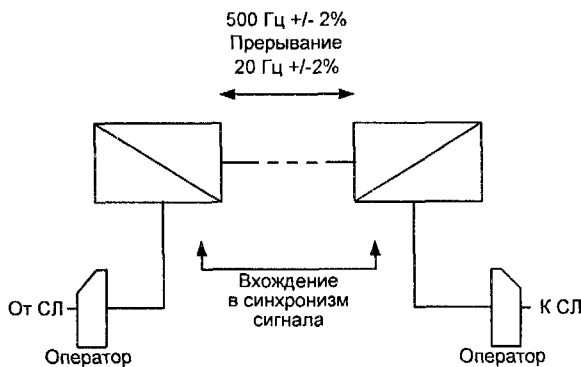 500 Гц +/- 2%
Прерывание
20 Гц +/-2%
Вхождение
в синхронизм
сигнала
От СЛ
К СЛ
Оператор
Оператор